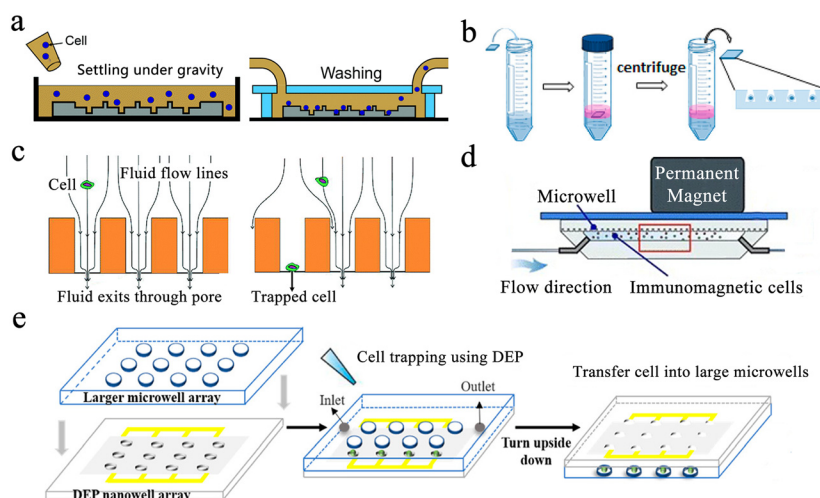 a
Cell
Settling under gravity
Washing
b
centrifuge
c
Cell
Fluid flow lines
Fluid exits through pore
Trapped cell
d
Permanent
Magnet
Microwell
Flow direction
Immunomagnetic cells
e
Larger microwell array
DEP nanowell array
Cell trapping using DEP
Inlet
Outlet
Turn upside
down
Transfer cell into large microwells